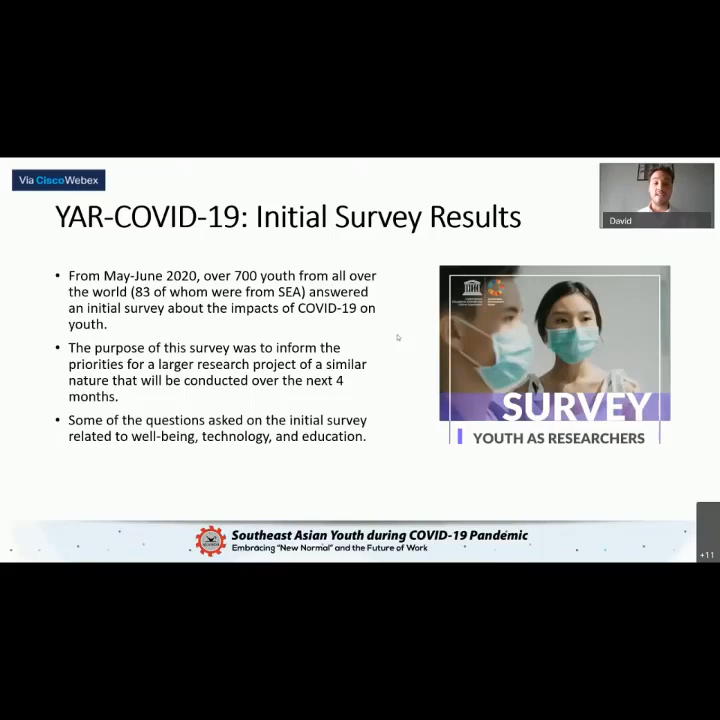 Via CiscoWebex
David
YAR-COVID-19: Initial Survey Results
• From May-June 2020, over 700 youth from all over
the world (83 of whom were from SEA) answered
an initial survey about the impacts of COVID-19 on
youth.
• The purpose of this survey was to inform the
priorities for a larger research project of a similar
nature that will be conducted over the next 4
months.
• Some of the questions asked on the initial survey
related to well-being, technology, and education.
SURVEY
YOUTH AS RESEARCHERS
Southeast Asian Youth during COVID-19 Pandemic
Embracing "New Normal" and the Future of Work
+11